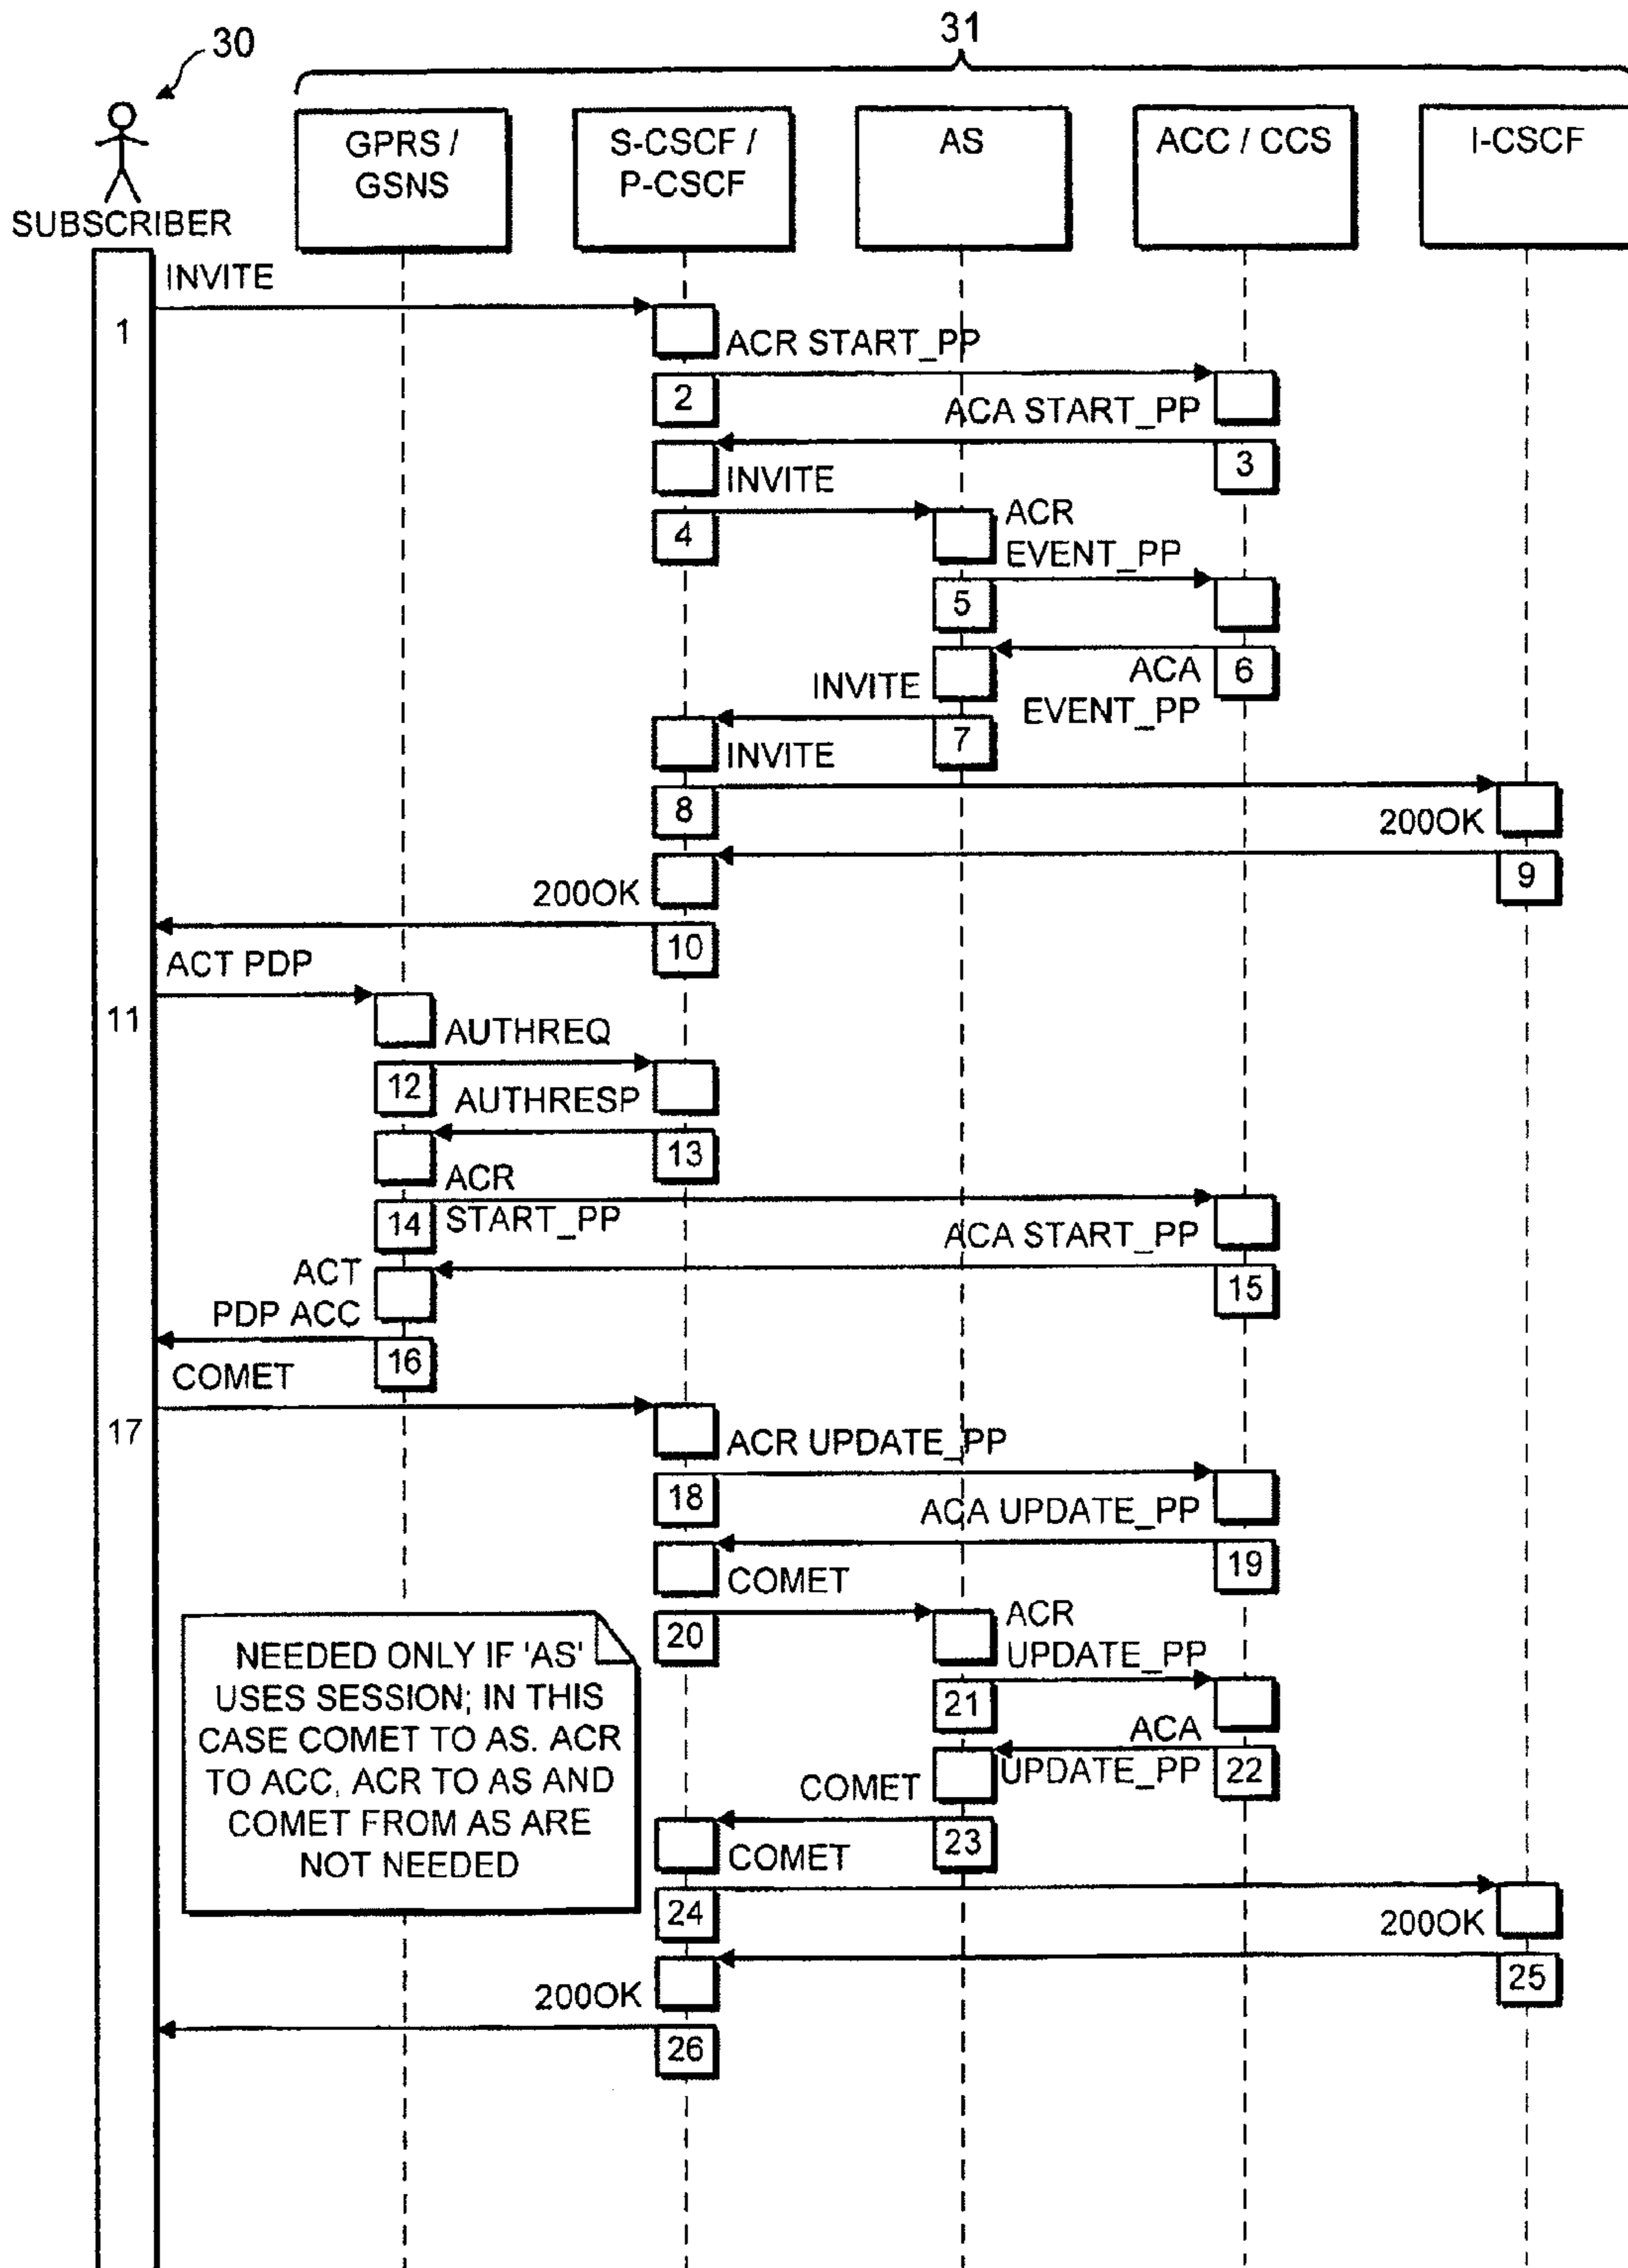 30
31
SUBSCRIBER
GPRS /
GSNS
S-CSCF /
P-CSCF
AS
ACC / CCS
I-CSCF
INVITE
1
ACR START_PP
2
ACA START_PP
3
INVITE
4
ACR
EVENT_PP
5
6
ACA
EVENT_PP
INVITE
7
INVITE
8
200OK
9
200OK
10
ACT PDP
11
AUTHREQ
12
AUTHRESP
13
ACR
START_PP
14
ACA START_PP
15
ACT
PDP ACC
16
COMET
17
ACR UPDATE_PP
18
ACA UPDATE_PP
19
COMET
20
ACR
UPDATE_PP
21
ACA
UPDATE_PP
22
COMET
23
COMET
24
200OK
25
200OK
26
NEEDED ONLY IF 'AS'
USES SESSION; IN THIS
CASE COMET TO AS. ACR
TO ACC, ACR TO AS AND
COMET FROM AS ARE
NOT NEEDED